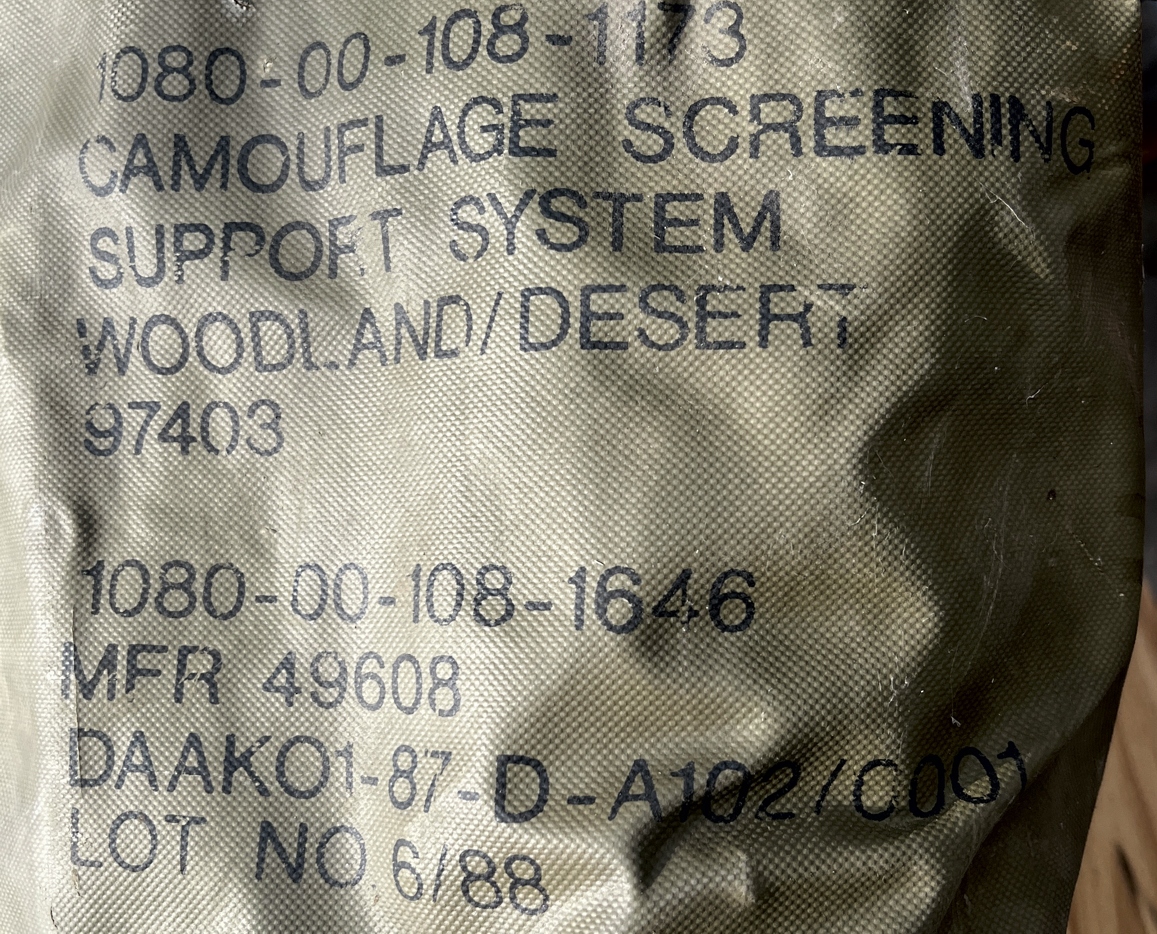 1080-00-108-1173
CAMOUFLAGE SCREENING
SUPPORT SYSTEM
WOODLAND/DESERT
97403
1080-00-108-1646
MFR 49608
DAAK01-87-D-A102/0001
LOT NO 6/88